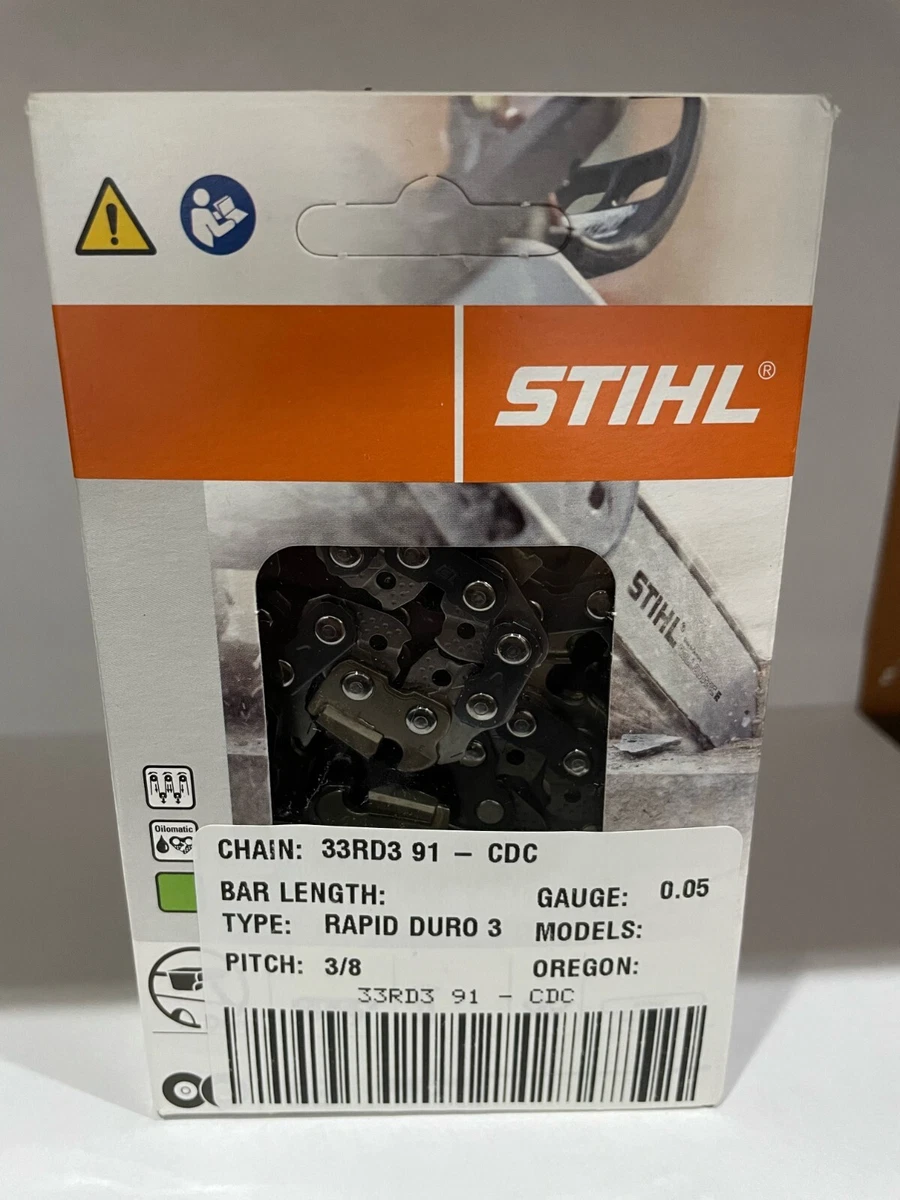 STIHL®
STIHL
Oilomatic
CHAIN: 33RD3 91 – CDC
BAR LENGTH:
GAUGE: 0.05
TYPE: RAPID DURO 3
MODELS:
PITCH: 3/8
OREGON:
33RD3 91 - CDC